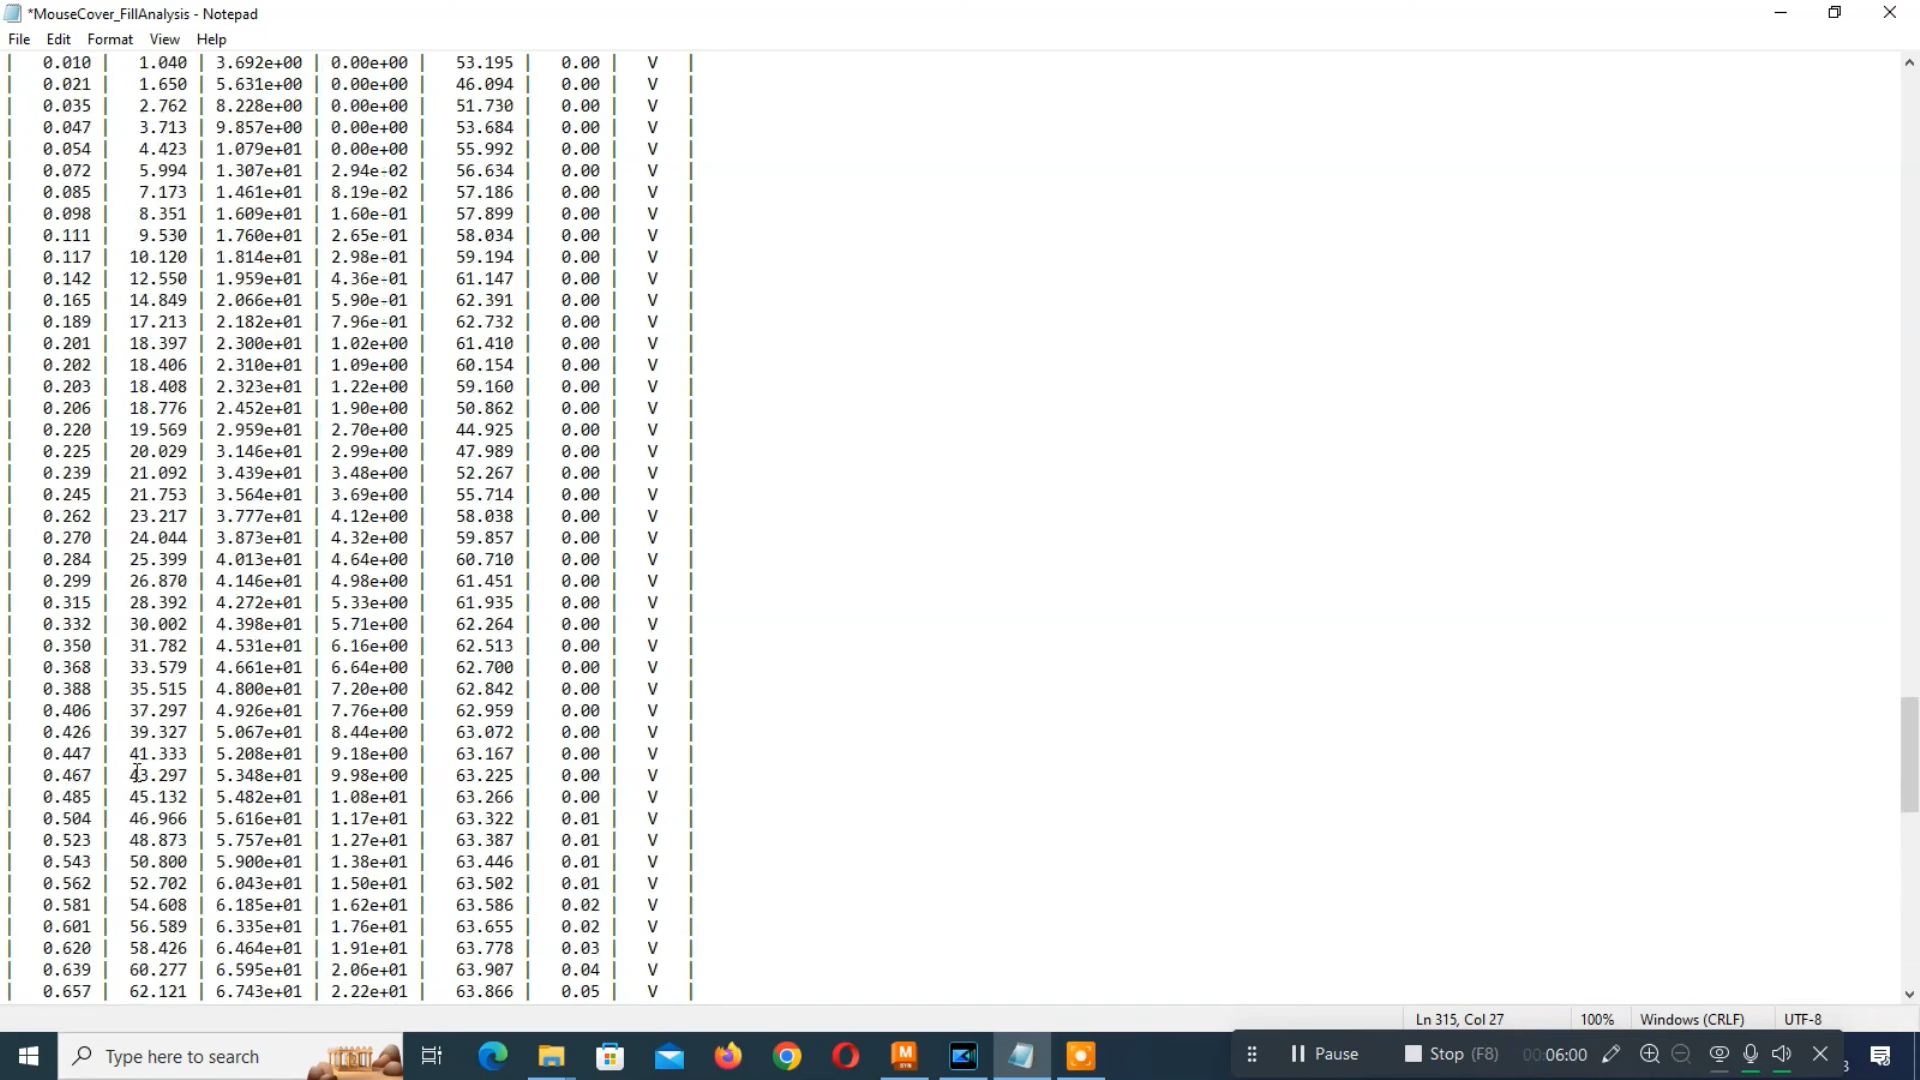 *MouseCover_FillAnalysis - Notepad
File Edit Format View Help
| 0.010 | 1.040 | 3.692e+00 | 0.00e+00 | 53.195 | 0.00 | V |
| 0.021 | 1.650 | 5.631e+00 | 0.00e+00 | 46.094 | 0.00 | V |
| 0.035 | 2.762 | 8.228e+00 | 0.00e+00 | 51.730 | 0.00 | V |
| 0.047 | 3.713 | 9.857e+00 | 0.00e+00 | 53.684 | 0.00 | V |
| 0.054 | 4.423 | 1.079e+01 | 0.00e+00 | 55.992 | 0.00 | V |
| 0.072 | 5.994 | 1.307e+01 | 2.94e-02 | 56.634 | 0.00 | V |
| 0.085 | 7.173 | 1.461e+01 | 8.19e-02 | 57.186 | 0.00 | V |
| 0.098 | 8.351 | 1.609e+01 | 1.60e-01 | 57.899 | 0.00 | V |
| 0.111 | 9.530 | 1.760e+01 | 2.65e-01 | 58.034 | 0.00 | V |
| 0.117 | 10.120 | 1.814e+01 | 2.98e-01 | 59.194 | 0.00 | V |
| 0.142 | 12.550 | 1.959e+01 | 4.36e-01 | 61.147 | 0.00 | V |
| 0.165 | 14.849 | 2.066e+01 | 5.90e-01 | 62.391 | 0.00 | V |
| 0.189 | 17.213 | 2.182e+01 | 7.96e-01 | 62.732 | 0.00 | V |
| 0.201 | 18.397 | 2.300e+01 | 1.02e+00 | 61.410 | 0.00 | V |
| 0.202 | 18.406 | 2.310e+01 | 1.09e+00 | 60.154 | 0.00 | V |
| 0.203 | 18.408 | 2.323e+01 | 1.22e+00 | 59.160 | 0.00 | V |
| 0.206 | 18.776 | 2.452e+01 | 1.90e+00 | 50.862 | 0.00 | V |
| 0.220 | 19.569 | 2.959e+01 | 2.70e+00 | 44.925 | 0.00 | V |
| 0.225 | 20.029 | 3.146e+01 | 2.99e+00 | 47.989 | 0.00 | V |
| 0.239 | 21.092 | 3.439e+01 | 3.48e+00 | 52.267 | 0.00 | V |
| 0.245 | 21.753 | 3.564e+01 | 3.69e+00 | 55.714 | 0.00 | V |
| 0.262 | 23.217 | 3.777e+01 | 4.12e+00 | 58.038 | 0.00 | V |
| 0.270 | 24.044 | 3.873e+01 | 4.32e+00 | 59.857 | 0.00 | V |
| 0.284 | 25.399 | 4.013e+01 | 4.64e+00 | 60.710 | 0.00 | V |
| 0.299 | 26.870 | 4.146e+01 | 4.98e+00 | 61.451 | 0.00 | V |
| 0.315 | 28.392 | 4.272e+01 | 5.33e+00 | 61.935 | 0.00 | V |
| 0.332 | 30.002 | 4.398e+01 | 5.71e+00 | 62.264 | 0.00 | V |
| 0.350 | 31.782 | 4.531e+01 | 6.16e+00 | 62.513 | 0.00 | V |
| 0.368 | 33.579 | 4.661e+01 | 6.64e+00 | 62.700 | 0.00 | V |
| 0.388 | 35.515 | 4.800e+01 | 7.20e+00 | 62.842 | 0.00 | V |
| 0.406 | 37.297 | 4.926e+01 | 7.76e+00 | 62.959 | 0.00 | V |
| 0.426 | 39.327 | 5.067e+01 | 8.44e+00 | 63.072 | 0.00 | V |
| 0.447 | 41.333 | 5.208e+01 | 9.18e+00 | 63.167 | 0.00 | V |
| 0.467 | 43.297 | 5.348e+01 | 9.98e+00 | 63.225 | 0.00 | V |
| 0.485 | 45.132 | 5.482e+01 | 1.08e+01 | 63.266 | 0.00 | V |
| 0.504 | 46.966 | 5.616e+01 | 1.17e+01 | 63.322 | 0.01 | V |
| 0.523 | 48.873 | 5.757e+01 | 1.27e+01 | 63.387 | 0.01 | V |
| 0.543 | 50.800 | 5.900e+01 | 1.38e+01 | 63.446 | 0.01 | V |
| 0.562 | 52.702 | 6.043e+01 | 1.50e+01 | 63.502 | 0.01 | V |
| 0.581 | 54.608 | 6.185e+01 | 1.62e+01 | 63.586 | 0.02 | V |
| 0.601 | 56.589 | 6.335e+01 | 1.76e+01 | 63.655 | 0.02 | V |
| 0.620 | 58.426 | 6.464e+01 | 1.91e+01 | 63.778 | 0.03 | V |
| 0.639 | 60.277 | 6.595e+01 | 2.06e+01 | 63.907 | 0.04 | V |
| 0.657 | 62.121 | 6.743e+01 | 2.22e+01 | 63.866 | 0.05 | V |
Ln 315, Col 27 100% Windows (CRLF) UTF-8
Type here to search Pause Stop (F8) 00:06:00